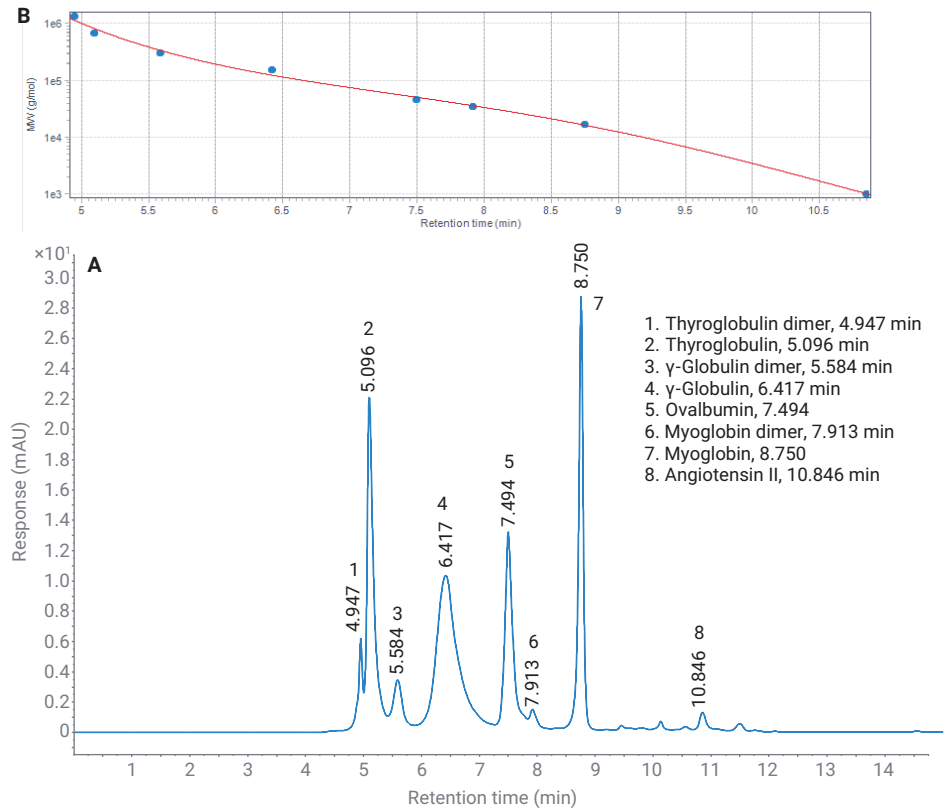 B
1e6
1e5
1e4
1e3
MW (g/mol)
5 5.5 6 6.5 7 7.5 8 8.5 9 9.5 10 10.5
Retention time (min)
×10¹
A
3.0
2.8
2.6
2.4
2.2
2.0
1.8
1.6
1.4
1.2
1.0
0.8
0.6
0.4
0.2
0
Response (mAU)
1
4.947
2
5.096
3
5.584
4
6.417
5
7.494
6
7.913
8.750
7
8
10.846
1. Thyroglobulin dimer, 4.947 min
2. Thyroglobulin, 5.096 min
3. γ-Globulin dimer, 5.584 min
4. γ-Globulin, 6.417 min
5. Ovalbumin, 7.494
6. Myoglobin dimer, 7.913 min
7. Myoglobin, 8.750
8. Angiotensin II, 10.846 min
1 2 3 4 5 6 7 8 9 10 11 12 13 14
Retention time (min)